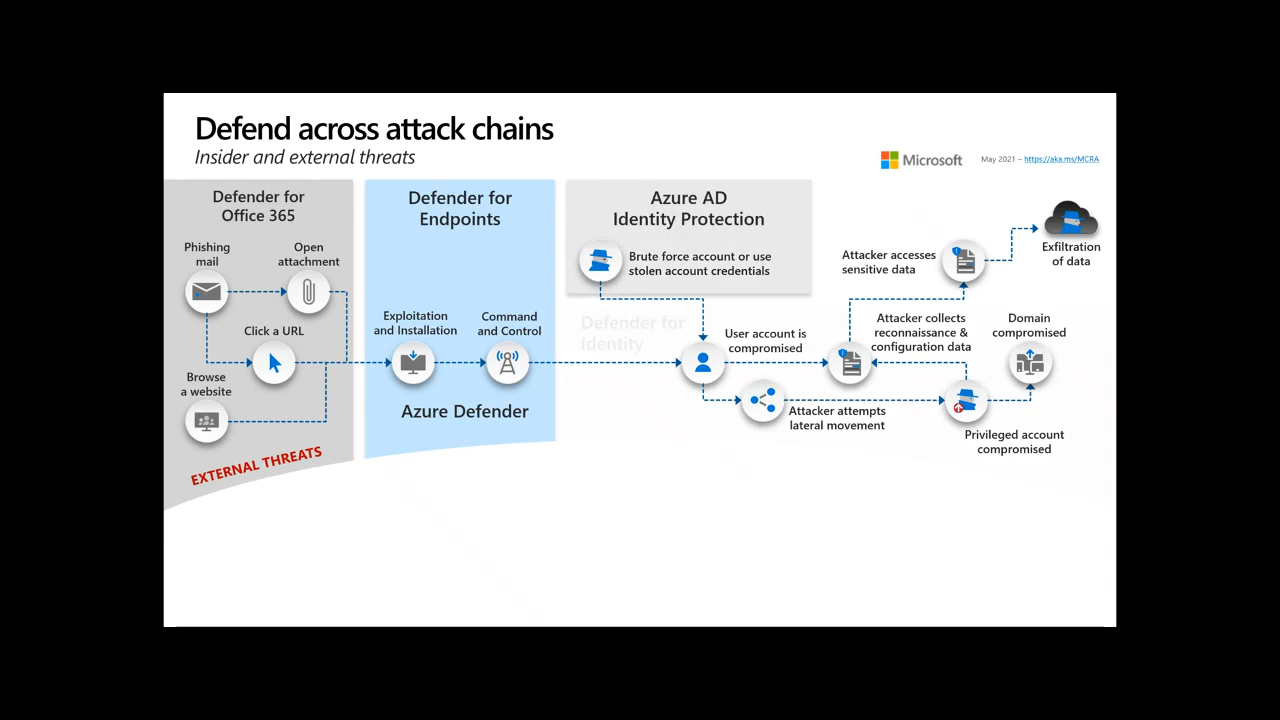 Defend across attack chains
Insider and external threats
Microsoft
May 2021 – https://aka.ms/MCRA
Defender for
Office 365
Phishing
mail
Open
attachment
Click a URL
Browse
a website
EXTERNAL THREATS
Defender for
Endpoints
Exploitation
and Installation
Command
and Control
Azure Defender
Azure AD
Identity Protection
Brute force account or use
stolen account credentials
Defender for
Identity
User account is
compromised
Attacker attempts
lateral movement
Attacker accesses
sensitive data
Attacker collects
reconnaissance &
configuration data
Privileged account
compromised
Domain
compromised
Exfiltration
of data